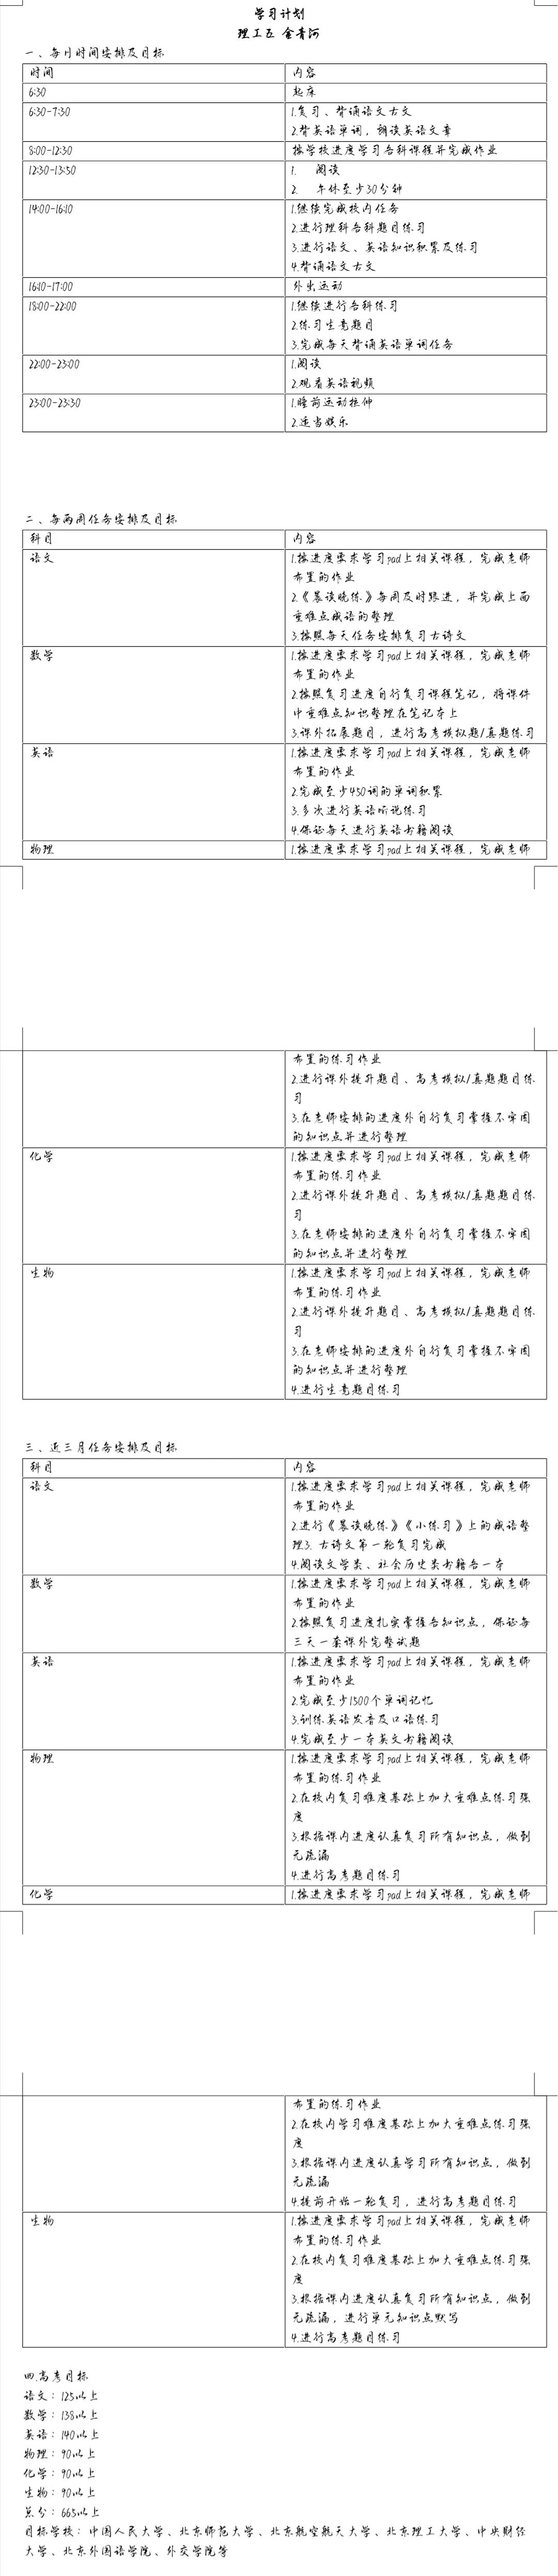 学习计划
理工五 金青河
一、每日时间安排及目标
时间 内容
6:30 起床
6:30-7:30 1.复习、背诵语文古文
2.背英语单词，朗读英语文章
8:00-12:30 按学校进度学习各科课程并完成作业
12:30-13:50 1. 阅读
2. 午休至少30分钟
14:00-16:10 1.继续完成校内任务
2.进行理科各科题目练习
3.进行语文、英语知识积累及练习
4.背诵语文古文
16:10-17:00 外出运动
18:00-22:00 1.继续进行各科练习
2.练习生竞题目
3.完成每天背诵英语单词任务
22:00-23:00 1.阅读
2.观看英语视频
23:00-23:30 1.睡前运动拉伸
2.适当娱乐
二、每两周任务安排及目标
科目 内容
语文 1.按进度要求学习pad上相关课程，完成老师
布置的作业
2.《晨读晚练》每周及时跟进，并完成上面
重难点成语的整理
3.按照每天任务安排复习古诗文
数学 1.按进度要求学习pad上相关课程，完成老师
布置的作业
2.按照复习进度自行复习课程笔记，将课件
中重难点知识整理在笔记本上
3.课外拓展题目，进行高考模拟题/真题练习
英语 1.按进度要求学习pad上相关课程，完成老师
布置的作业
2.完成至少450词的单词积累
3.多次进行英语听说练习
4.保证每天进行英语书籍阅读
物理 1.按进度要求学习pad上相关课程，完成老师
布置的练习作业
2.进行课外提升题目、高考模拟/真题题目练
习
3.在老师安排的进度外自行复习掌握不牢固
的知识点并进行整理
化学 1.按进度要求学习pad上相关课程，完成老师
布置的练习作业
2.进行课外提升题目、高考模拟/真题题目练
习
3.在老师安排的进度外自行复习掌握不牢固
的知识点并进行整理
生物 1.按进度要求学习pad上相关课程，完成老师
布置的练习作业
2.进行课外提升题目、高考模拟/真题题目练
习
3.在老师安排的进度外自行复习掌握不牢固
的知识点并进行整理
4.进行生竞题目练习
三、近三月任务安排及目标
科目 内容
语文 1.按进度要求学习pad上相关课程，完成老师
布置的作业
2.进行《晨读晚练》《小练习》上的成语整
理3. 古诗文第一轮复习完成
4.阅读文学类、社会历史类书籍各一本
数学 1.按进度要求学习pad上相关课程，完成老师
布置的作业
2.按照复习进度扎实掌握各知识点，保证每
三天一套课外完整试题
英语 1.按进度要求学习pad上相关课程，完成老师
布置的作业
2.完成至少1500个单词记忆
3.训练英语发音及口语练习
4.完成至少一本英文书籍阅读
物理 1.按进度要求学习pad上相关课程，完成老师
布置的练习作业
2.在校内复习难度基础上加大重难点练习强
度
3.根据课内进度认真复习所有知识点，做到
无疏漏
4.进行高考题目练习
化学 1.按进度要求学习pad上相关课程，完成老师
布置的练习作业
2.在校内学习难度基础上加大重难点练习强
度
3.根据课内进度认真学习所有知识点，做到
无疏漏
4.提前开始一轮复习，进行高考题目练习
生物 1.按进度要求学习pad上相关课程，完成老师
布置的练习作业
2.在校内复习难度基础上加大重难点练习强
度
3.根据课内进度认真复习所有知识点，做到
无疏漏，进行单元知识点默写
4.进行高考题目练习
四.高考目标
语文：125以上
数学：138以上
英语：140以上
物理：90以上
化学：90以上
生物：90以上
总分：665以上
目标学校：中国人民大学、北京师范大学、北京航空航天大学、北京理工大学、中央财经
大学、北京外国语学院、外交学院等